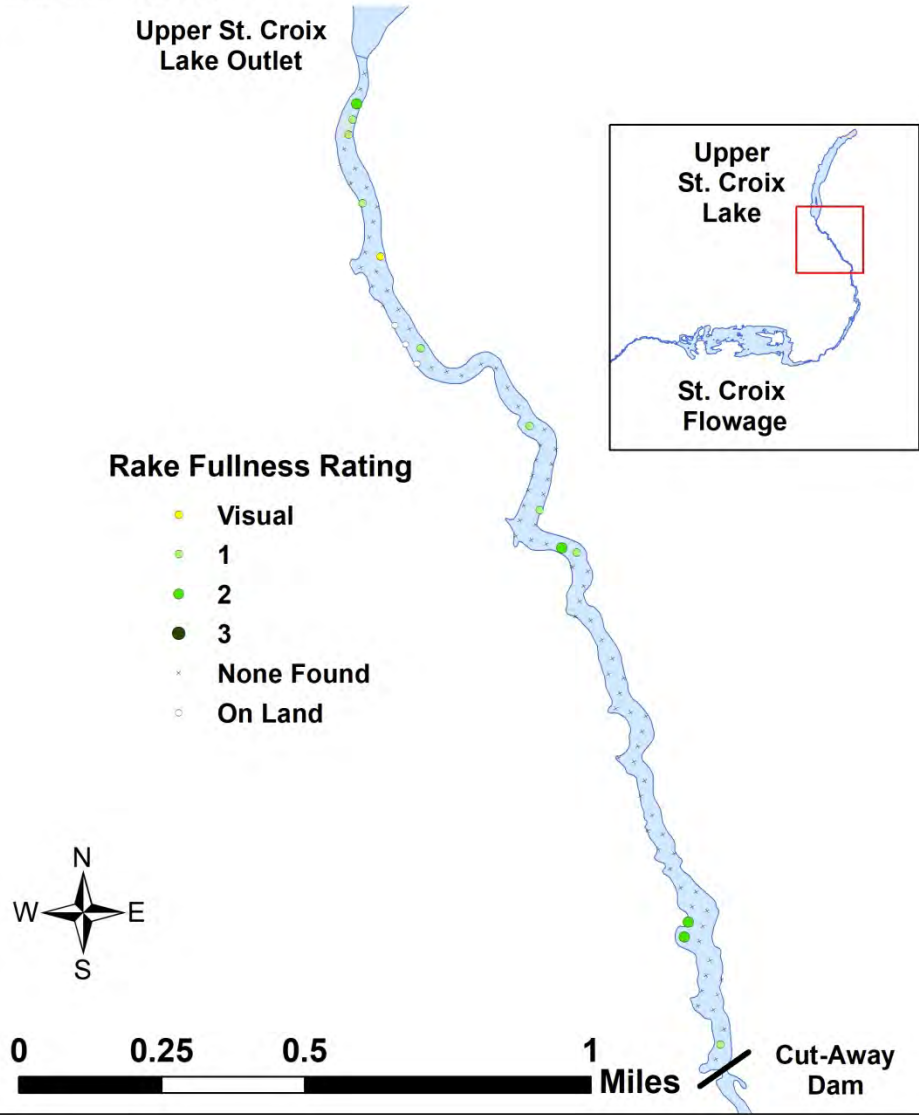 Upper St. Croix
Lake Outlet
Upper
St. Croix
Lake
St. Croix
Flowage
Rake Fullness Rating
Visual
1
2
3
None Found
On Land
N
W E
S
0 0.25 0.5 1
Miles
Cut-Away
Dam